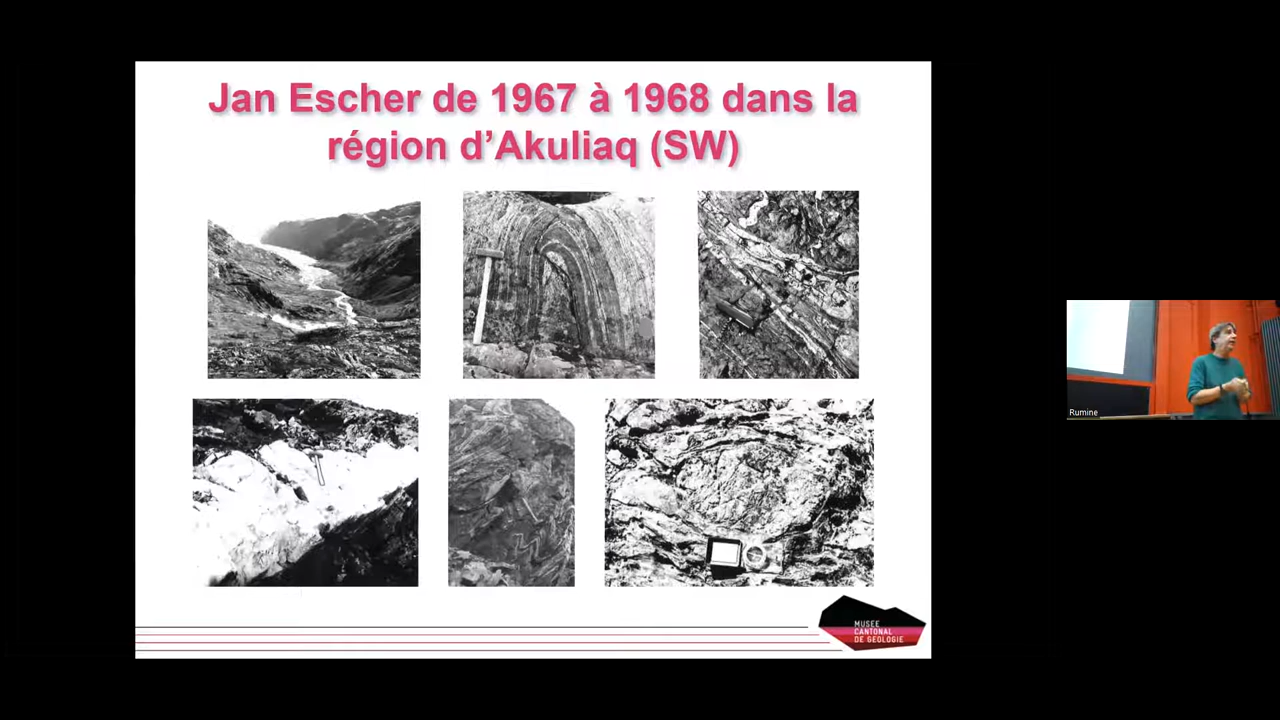 Jan Escher de 1967 à 1968 dans la
région d’Akuliaq (SW)
MUSEE
CANTONAL
DE GEOLOGIE
Rumine